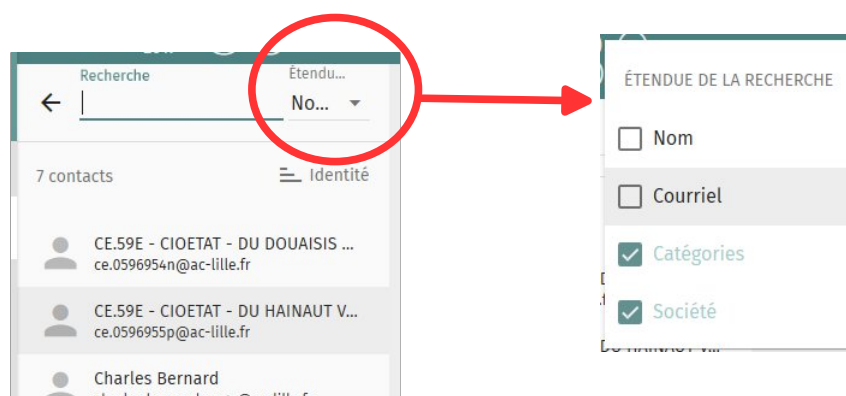 Recherche
Étendu...
No...
7 contacts
Identité
CE.59E - CIOETAT - DU DOUAISIS ...
ce.0596954n@ac-lille.fr
CE.59E - CIOETAT - DU HAINAUT V...
ce.0596955p@ac-lille.fr
Charles Bernard
ÉTENDUE DE LA RECHERCHE
Nom
Courriel
Catégories
Société